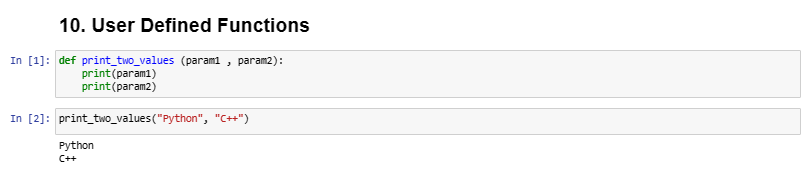 10. User Defined Functions
In [1]: def print_two_values (param1 , param2):
    print(param1)
    print(param2)
In [2]: print_two_values("Python", "C++")
Python
C++